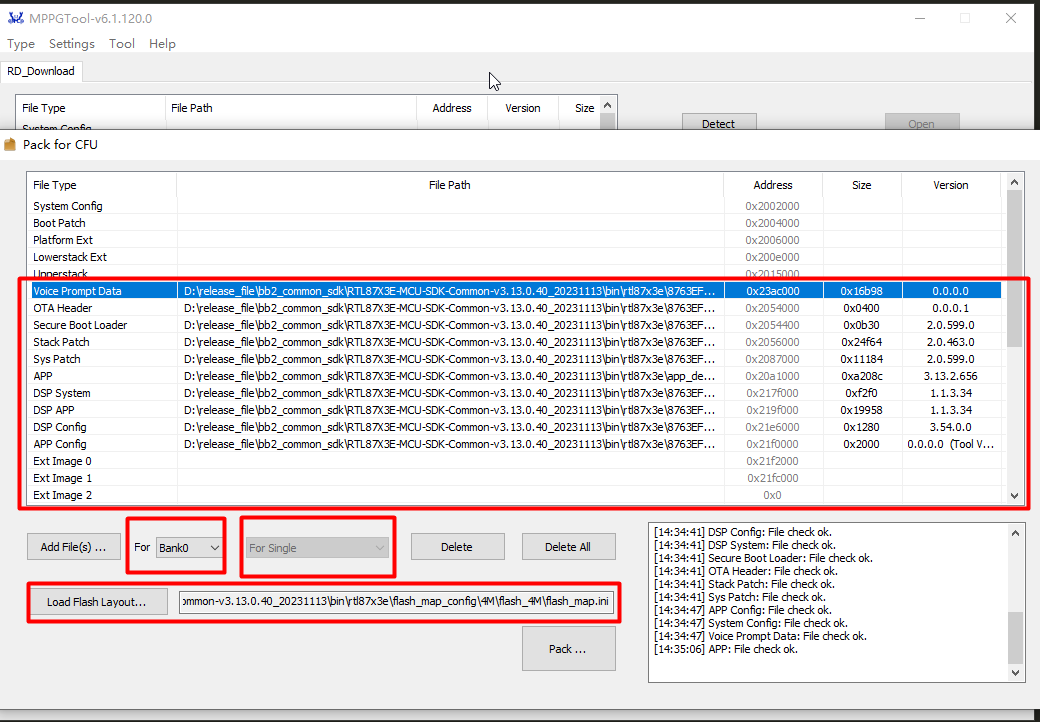 MPPGTool-v6.1.120.0
Type Settings Tool Help
RD_Download
File Type File Path Address Version Size
System Config
Detect Open
Pack for CFU
File Type File Path Address Size Version
System Config 0x2002000
Boot Patch 0x2004000
Platform Ext 0x2006000
Lowerstack Ext 0x200e000
Upperstack 0x2015000
Voice Prompt Data D:\release_file\bb2_common_sdk\RTL87X3E-MCU-SDK-Common-v3.13.0.40_20231113\bin\rtl87x3e\8763EF... 0x23ac000 0x16b98 0.0.0.0
OTA Header D:\release_file\bb2_common_sdk\RTL87X3E-MCU-SDK-Common-v3.13.0.40_20231113\bin\rtl87x3e\8763EF... 0x2054000 0x0400 0.0.0.1
Secure Boot Loader D:\release_file\bb2_common_sdk\RTL87X3E-MCU-SDK-Common-v3.13.0.40_20231113\bin\rtl87x3e\8763EF... 0x2054400 0x0b30 2.0.599.0
Stack Patch D:\release_file\bb2_common_sdk\RTL87X3E-MCU-SDK-Common-v3.13.0.40_20231113\bin\rtl87x3e\8763EF... 0x2056000 0x24f64 2.0.463.0
Sys Patch D:\release_file\bb2_common_sdk\RTL87X3E-MCU-SDK-Common-v3.13.0.40_20231113\bin\rtl87x3e\8763EF... 0x2087000 0x11184 2.0.599.0
APP D:\release_file\bb2_common_sdk\RTL87X3E-MCU-SDK-Common-v3.13.0.40_20231113\bin\rtl87x3e\app_de... 0x20a1000 0xa208c 3.13.2.656
DSP System D:\release_file\bb2_common_sdk\RTL87X3E-MCU-SDK-Common-v3.13.0.40_20231113\bin\rtl87x3e\8763EF... 0x217f000 0xf2f0 1.1.3.34
DSP APP D:\release_file\bb2_common_sdk\RTL87X3E-MCU-SDK-Common-v3.13.0.40_20231113\bin\rtl87x3e\8763EF... 0x219f000 0x19958 1.1.3.34
DSP Config D:\release_file\bb2_common_sdk\RTL87X3E-MCU-SDK-Common-v3.13.0.40_20231113\bin\rtl87x3e\8763EF... 0x21e6000 0x1280 3.54.0.0
APP Config D:\release_file\bb2_common_sdk\RTL87X3E-MCU-SDK-Common-v3.13.0.40_20231113\bin\rtl87x3e\8763EF... 0x21f0000 0x2000 0.0.0.0 (Tool V...
Ext Image 0 0x21f2000
Ext Image 1 0x21fc000
Ext Image 2 0x0
Add File(s) ... For Bank0 For Single Delete Delete All
Load Flash Layout... ommon-v3.13.0.40_20231113\bin\rtl87x3e\flash_map_config\4M\flash_4M\flash_map.ini
Pack ...
[14:34:41] DSP Config: File check ok.
[14:34:41] DSP System: File check ok.
[14:34:41] Secure Boot Loader: File check ok.
[14:34:41] OTA Header: File check ok.
[14:34:41] Stack Patch: File check ok.
[14:34:41] Sys Patch: File check ok.
[14:34:47] APP Config: File check ok.
[14:34:47] System Config: File check ok.
[14:34:47] Voice Prompt Data: File check ok.
[14:35:06] APP: File check ok.